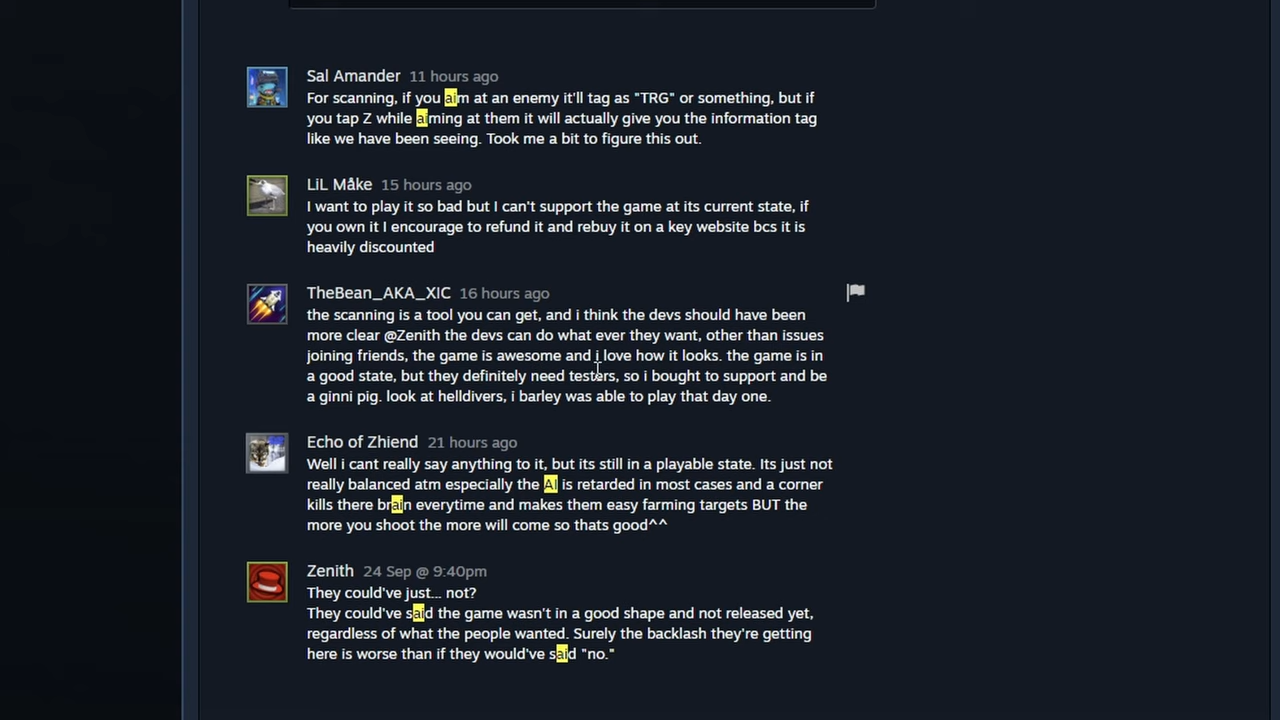 Sal Amander 11 hours ago
For scanning, if you aim at an enemy it'll tag as "TRG" or something, but if
you tap Z while aiming at them it will actually give you the information tag
like we have been seeing. Took me a bit to figure this out.
LiL Måke 15 hours ago
I want to play it so bad but I can't support the game at its current state, if
you own it I encourage to refund it and rebuy it on a key website bcs it is
heavily discounted
TheBean_AKA_XIC 16 hours ago
the scanning is a tool you can get, and i think the devs should have been
more clear @Zenith the devs can do what ever they want, other than issues
joining friends, the game is awesome and i love how it looks. the game is in
a good state, but they definitely need testers, so i bought to support and be
a ginni pig. look at helldivers, i barley was able to play that day one.
Echo of Zhiend 21 hours ago
Well i cant really say anything to it, but its still in a playable state. Its just not
really balanced atm especially the AI is retarded in most cases and a corner
kills there brain everytime and makes them easy farming targets BUT the
more you shoot the more will come so thats good^^
Zenith 24 Sep @ 9:40pm
They could've just... not?
They could've said the game wasn't in a good shape and not released yet,
regardless of what the people wanted. Surely the backlash they're getting
here is worse than if they would've said "no."